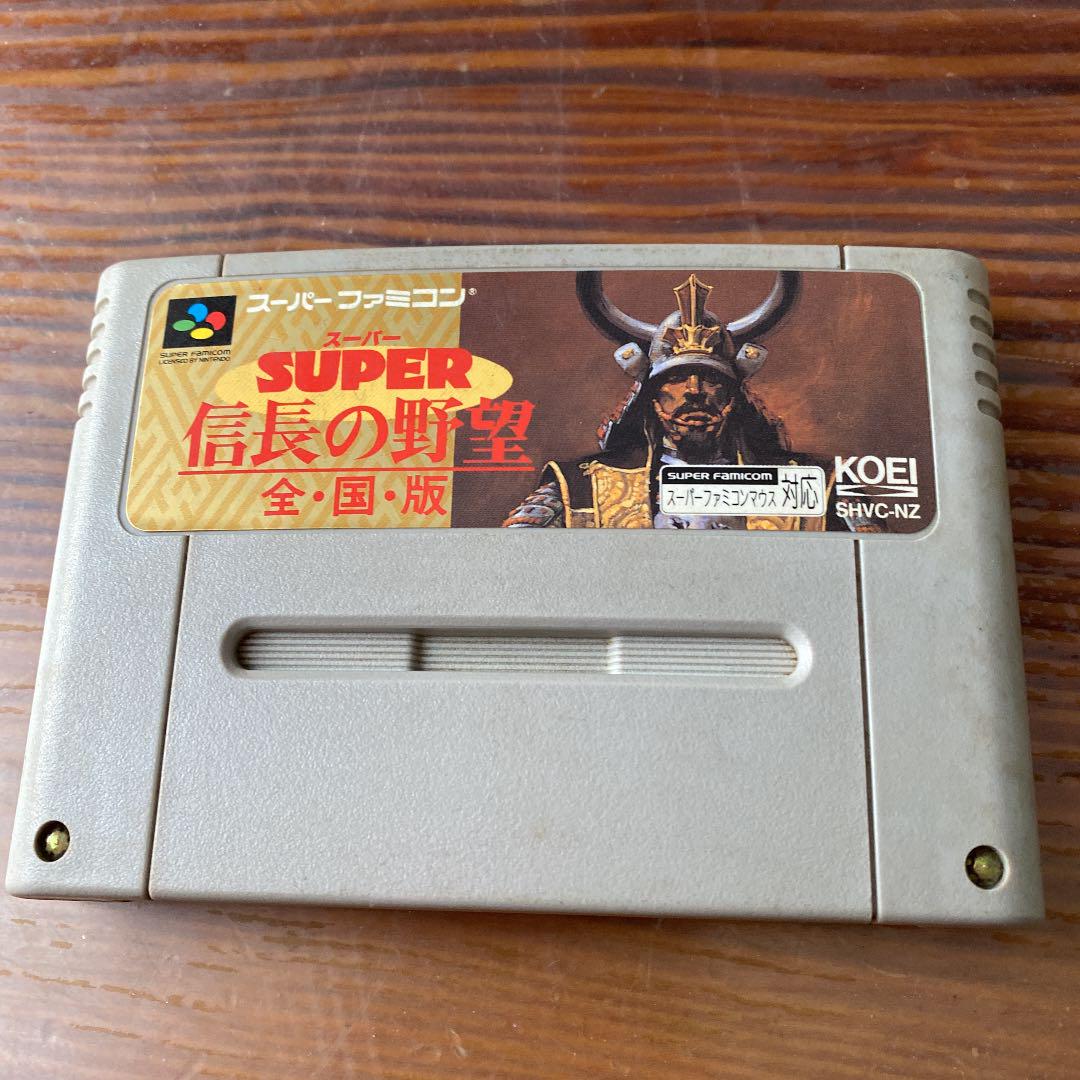 スーパーファミコン®
SUPER FAMICOM
LICENSED BY NINTENDO
スーパー
SUPER
信長の野望
全・国・版
SUPER FAMICOM
スーパーファミコンマウス 対応
KOEI
SHVC-NZ